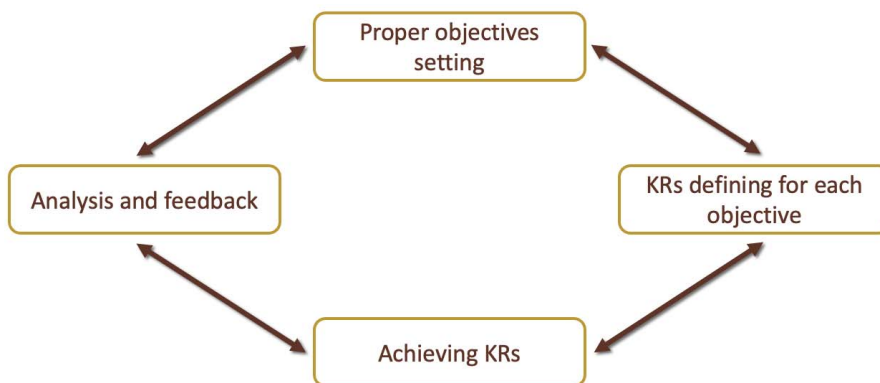 Proper objectives
setting
Analysis and feedback
KRs defining for each
objective
Achieving KRs